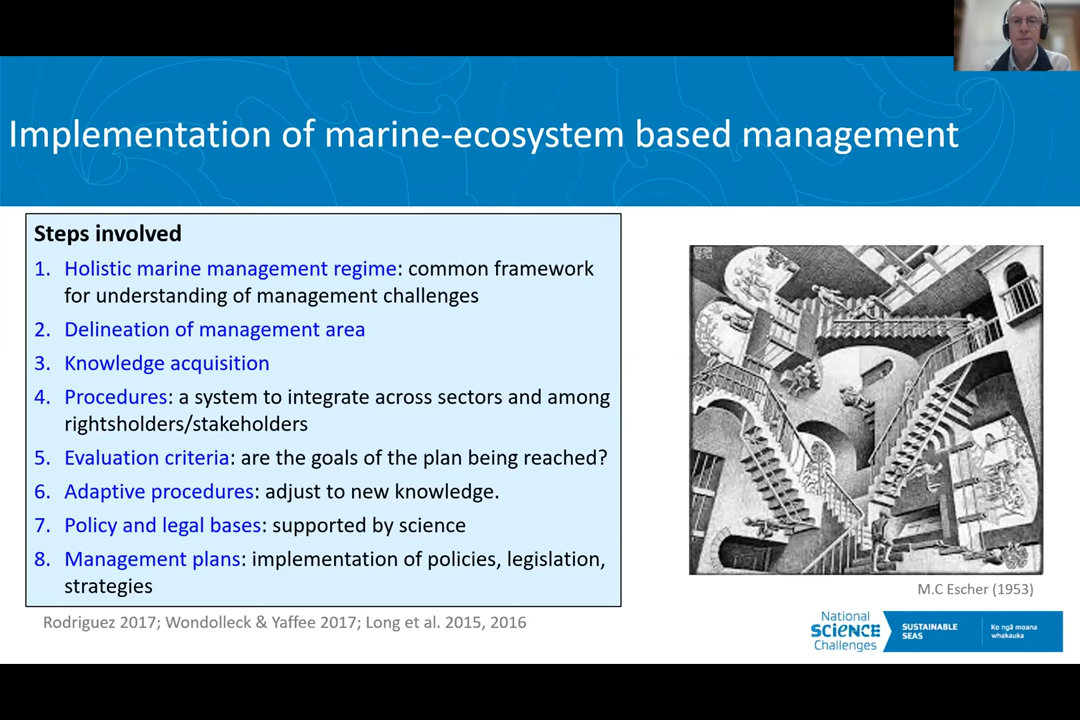 Implementation of marine-ecosystem based management
Steps involved
1. Holistic marine management regime: common framework
for understanding of management challenges
2. Delineation of management area
3. Knowledge acquisition
4. Procedures: a system to integrate across sectors and among
rightsholders/stakeholders
5. Evaluation criteria: are the goals of the plan being reached?
6. Adaptive procedures: adjust to new knowledge.
7. Policy and legal bases: supported by science
8. Management plans: implementation of policies, legislation,
strategies
Rodriguez 2017; Wondolleck & Yaffee 2017; Long et al. 2015, 2016
M.C Escher (1953)
National
SCIENCE
Challenges
SUSTAINABLE
SEAS
Ko ngā moana
whakauka